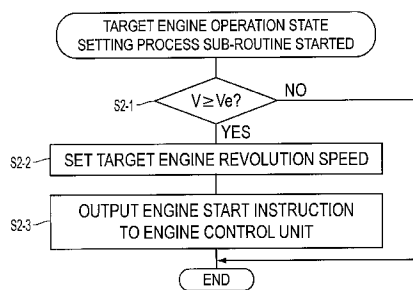 TARGET ENGINE OPERATION STATE
SETTING PROCESS SUB-ROUTINE STARTED
S2-1
V ≧ Ve?
NO
YES
S2-2
SET TARGET ENGINE REVOLUTION SPEED
S2-3
OUTPUT ENGINE START INSTRUCTION
TO ENGINE CONTROL UNIT
END